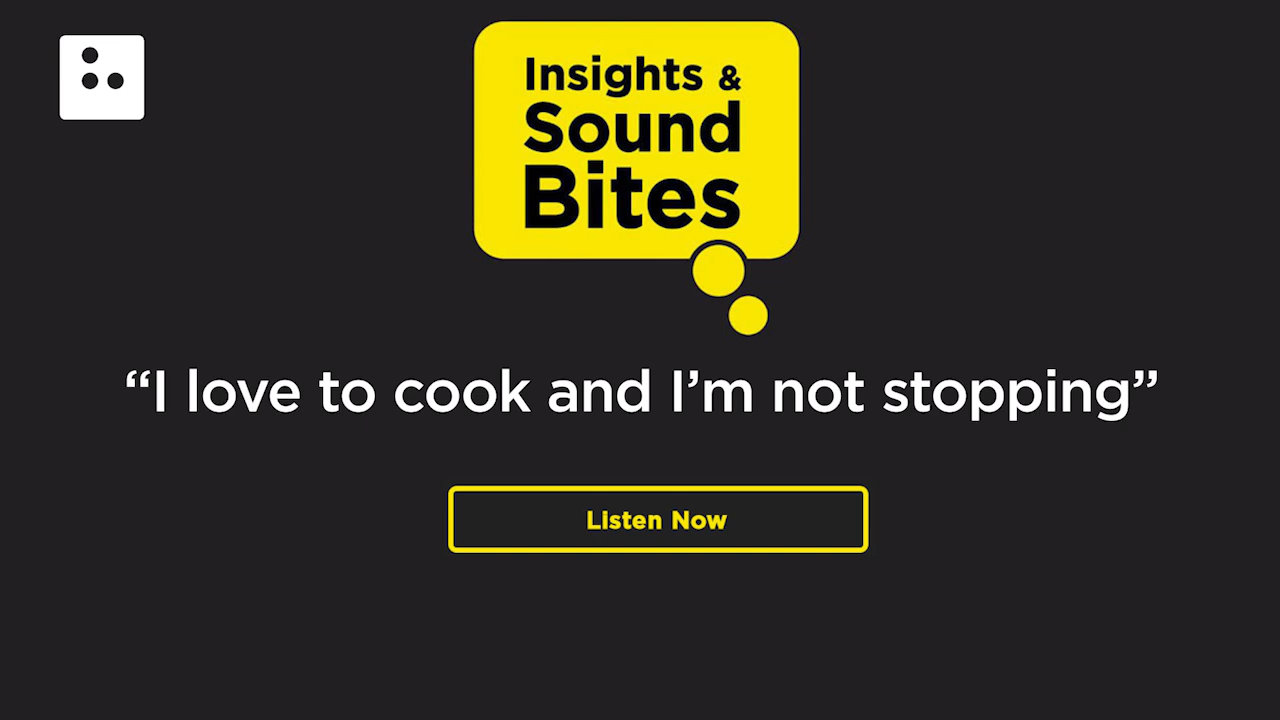 Insights &
Sound
Bites
“I love to cook and I’m not stopping”
Listen Now